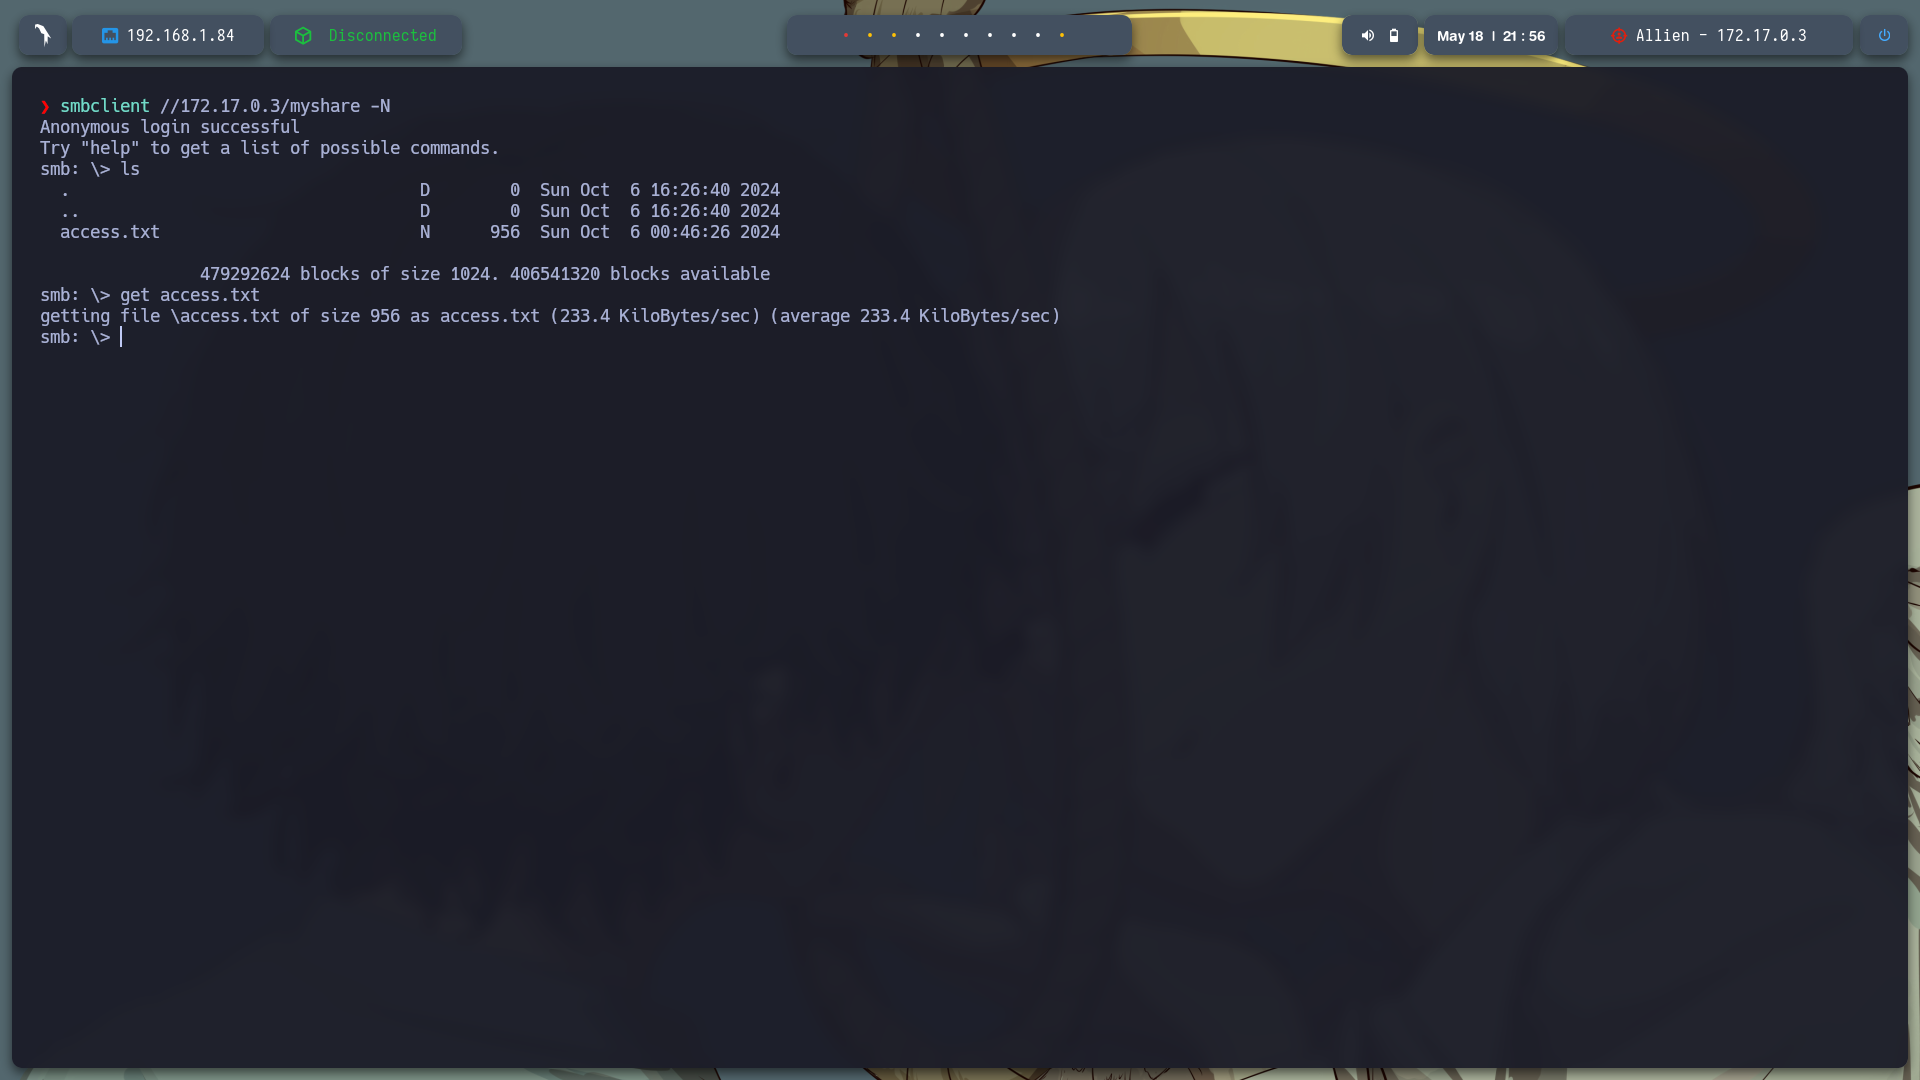 192.168.1.84
Disconnected
May 18 | 21 : 56
Allien - 172.17.0.3
❯ smbclient //172.17.0.3/myshare -N
Anonymous login successful
Try "help" to get a list of possible commands.
smb: \> ls
  .                                   D        0  Sun Oct  6 16:26:40 2024
  ..                                  D        0  Sun Oct  6 16:26:40 2024
  access.txt                          N      956  Sun Oct  6 00:46:26 2024
                479292624 blocks of size 1024. 406541320 blocks available
smb: \> get access.txt
getting file \access.txt of size 956 as access.txt (233.4 KiloBytes/sec) (average 233.4 KiloBytes/sec)
smb: \>